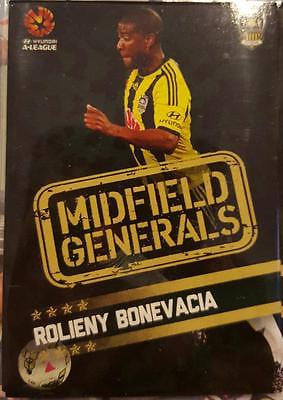 HYUNDAI
A-LEAGUE
MIDFIELD
GENERALS
ROLIENY BONEVACIA